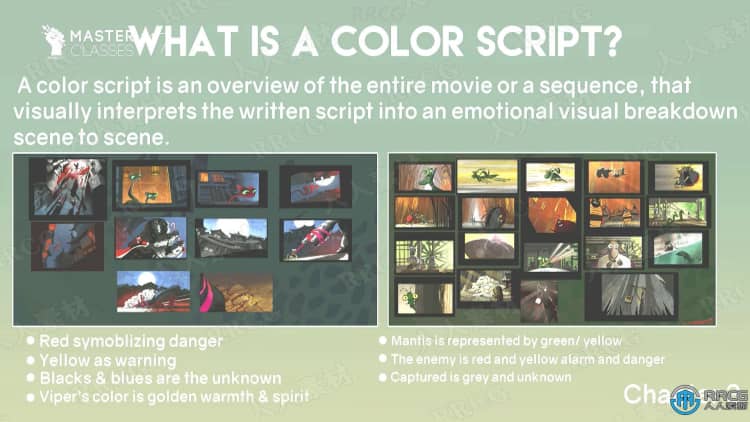 RRCG
MASTER CLASSES
WHAT IS A COLOR SCRIPT?
A color script is an overview of the entire movie or a sequence, that
visually interprets the written script into an emotional visual breakdown
scene to scene.
Red symoblizing danger
Yellow as warning
Blacks & blues are the unknown
Viper's color is golden warmth & spirit
Mantis is represented by green/ yellow
The enemy is red and yellow alarm and danger
Captured is grey and unknown
RRCG
人人素材